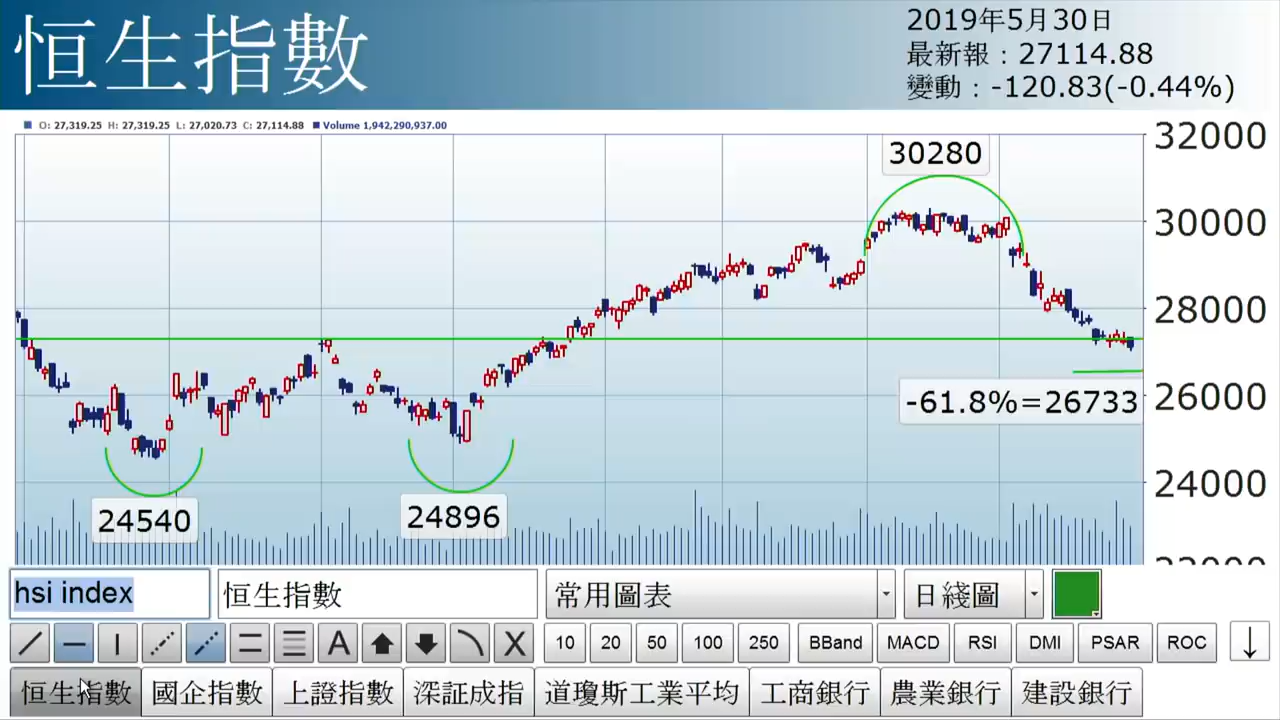 恒生指數
2019年5月30日
最新報：27114.88
變動：-120.83(-0.44%)
O: 27,319.25 H: 27,319.25 L: 27,020.73 C: 27,114.88 Volume 1,942,290,937.00
32000
30280
30000
28000
-61.8%=26733
26000
24000
24540
24896
hsi index
恒生指數
常用圖表
日綫圖
A X 10 20 50 100 250 BBand MACD RSI DMI PSAR ROC
恒生指數 國企指數 上證指數 深証成指 道瓊斯工業平均 工商銀行 農業銀行 建設銀行